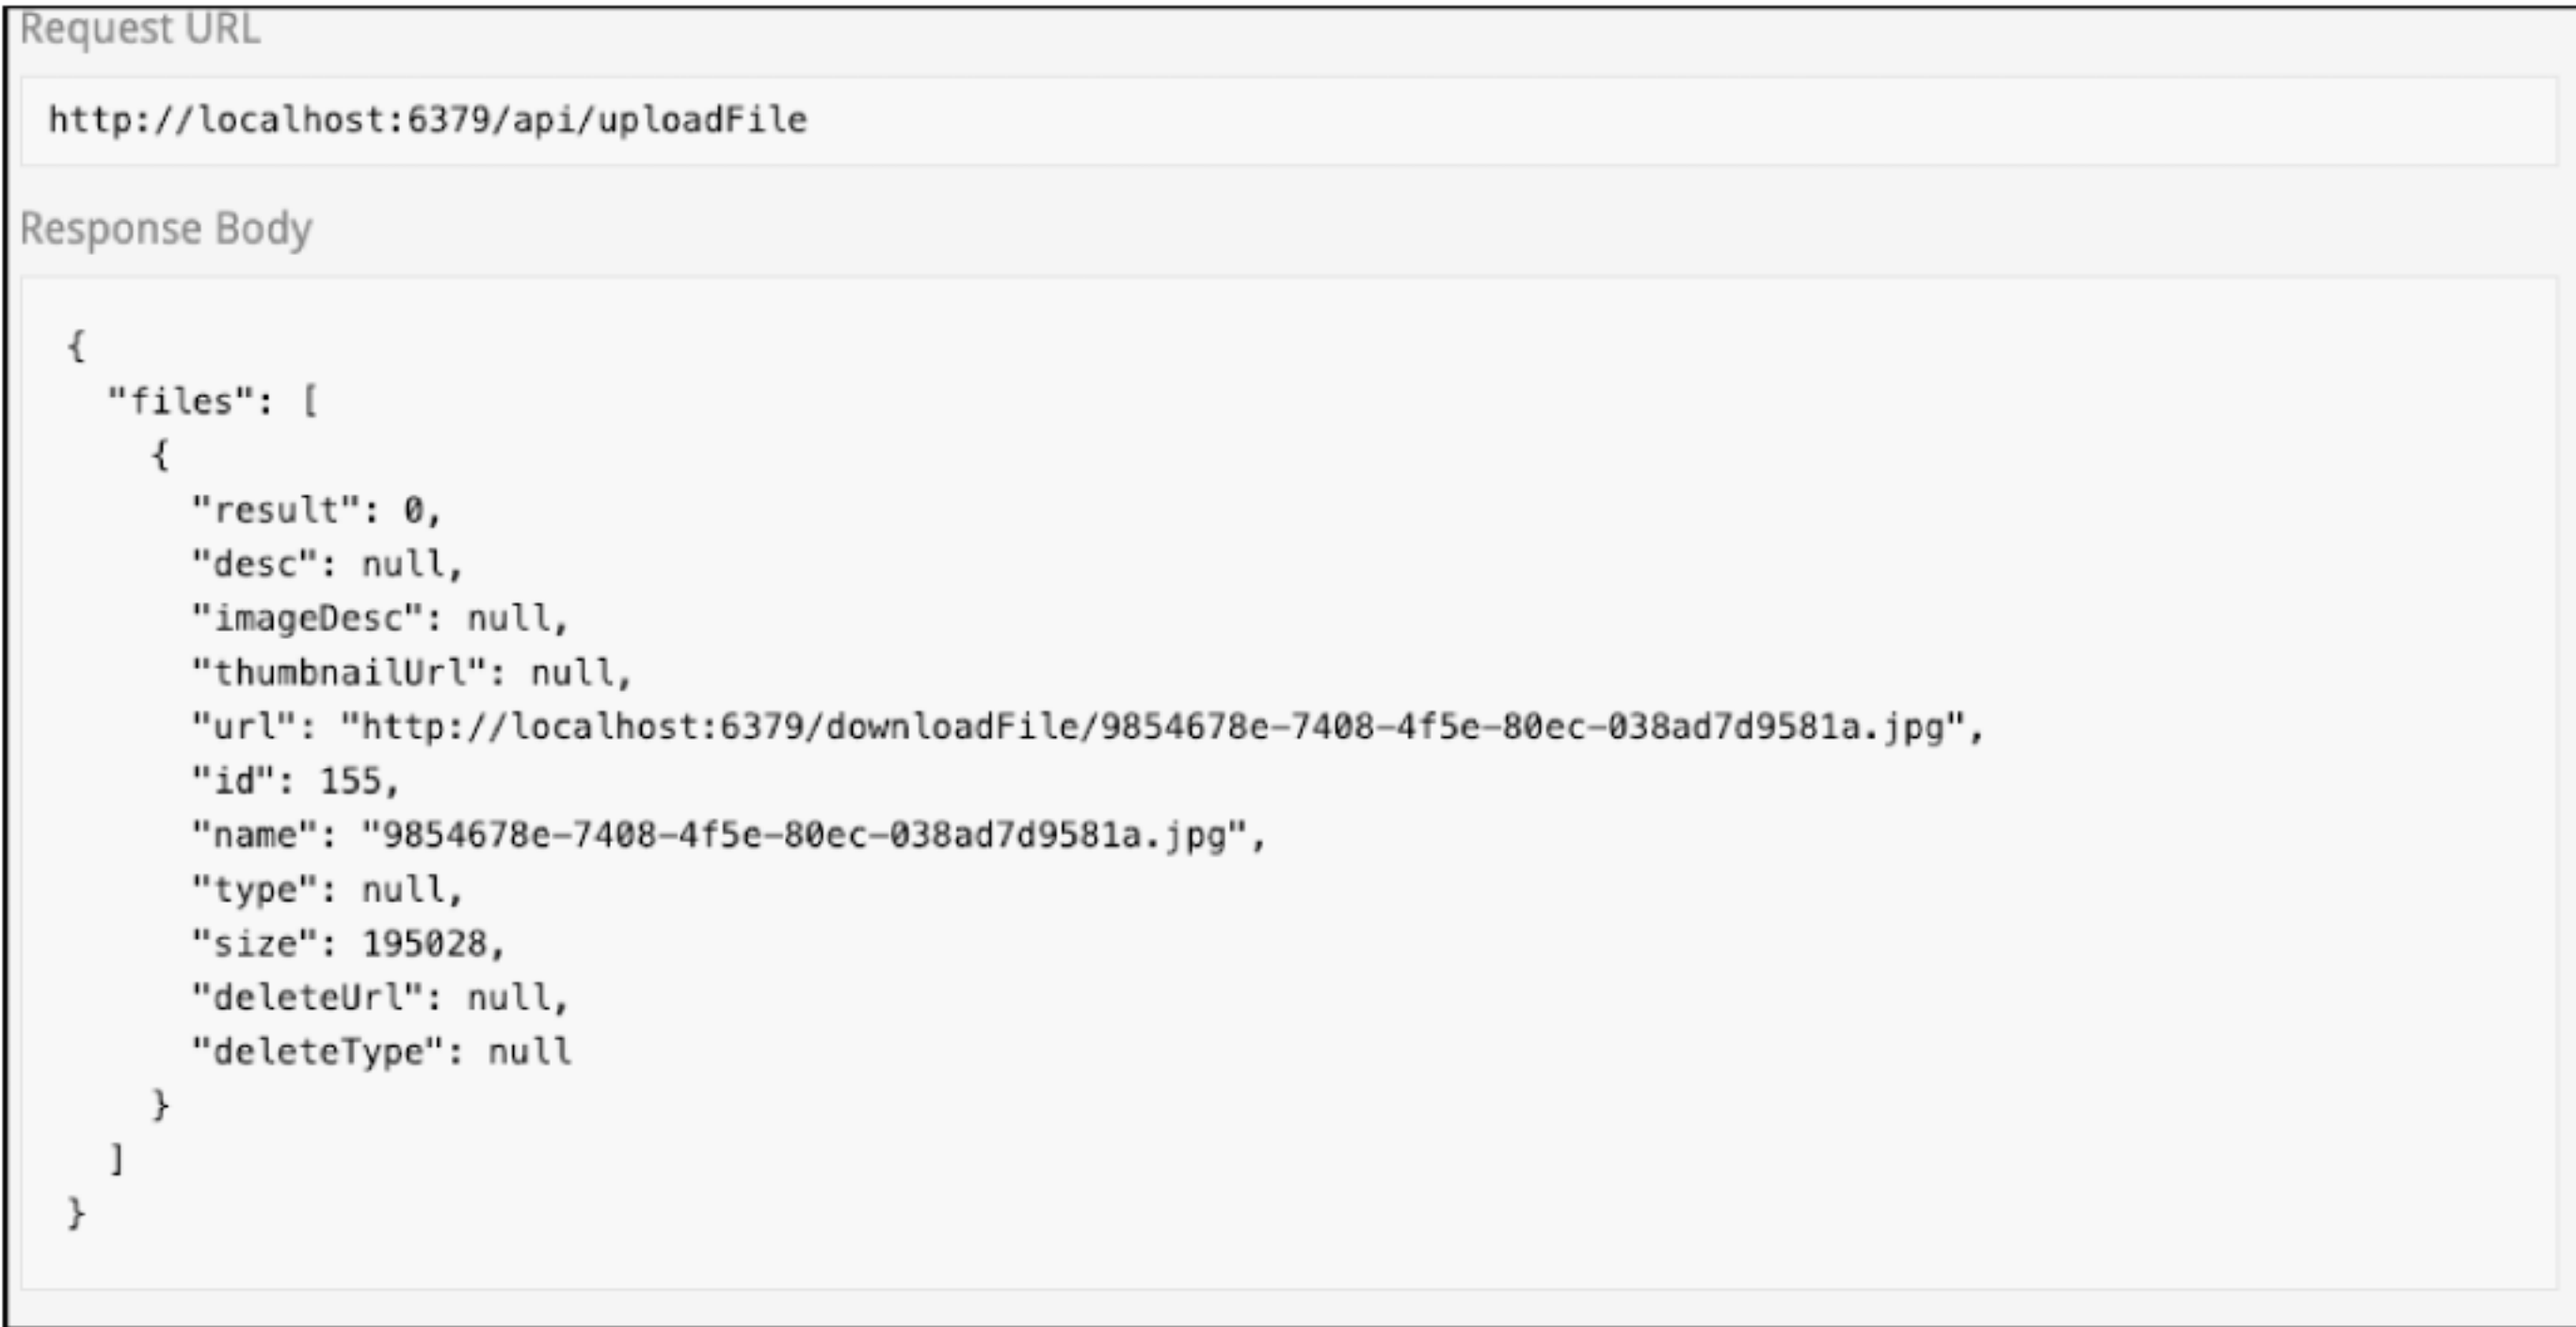 Request URL
http://localhost:6379/api/uploadFile
Response Body
{
"files": [
{
"result": 0,
"desc": null,
"imageDesc": null,
"thumbnailUrl": null,
"url": "http://localhost:6379/downloadFile/9854678e-7408-4f5e-80ec-038ad7d9581a.jpg",
"id": 155,
"name": "9854678e-7408-4f5e-80ec-038ad7d9581a.jpg",
"type": null,
"size": 195028,
"deleteUrl": null,
"deleteType": null
}
]
}